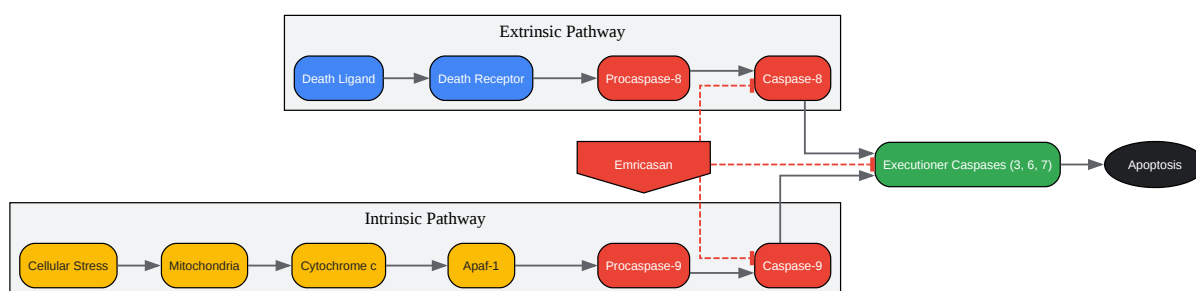 Extrinsic Pathway
Death Ligand
Death Receptor
Procaspase-8
Caspase-8
Emricasan
Executioner Caspases (3, 6, 7)
Apoptosis
Intrinsic Pathway
Cellular Stress
Mitochondria
Cytochrome c
Apaf-1
Procaspase-9
Caspase-9